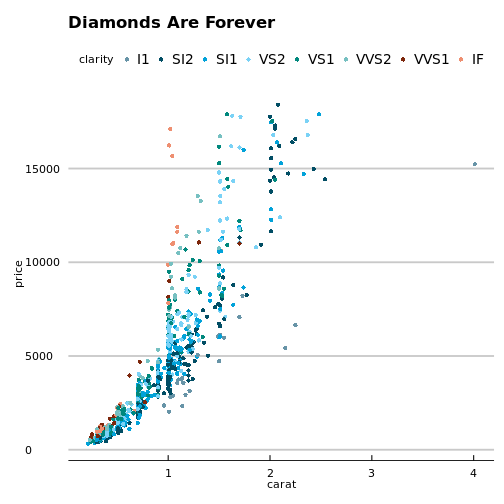 Diamonds Are Forever
clarity I1 SI2 SI1 VS2 VS1 VVS2 VVS1 IF
15000
10000
5000
0
price
1 2 3 4
carat